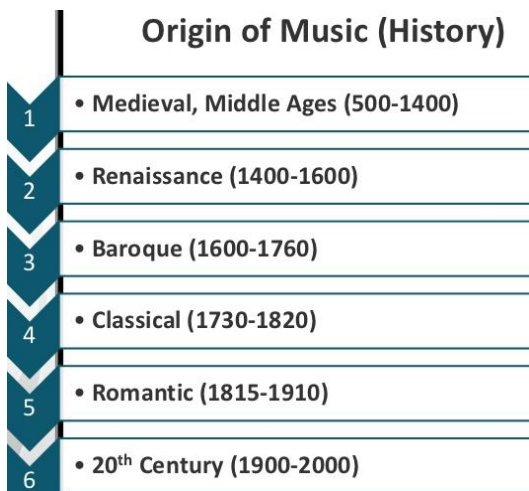 Origin of Music (History)
1
• Medieval, Middle Ages (500-1400)
2
• Renaissance (1400-1600)
3
• Baroque (1600-1760)
4
• Classical (1730-1820)
5
• Romantic (1815-1910)
6
• 20th Century (1900-2000)